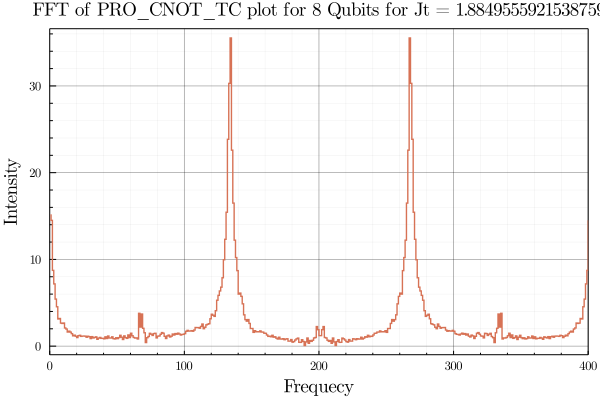 FFT of PRO_CNOT_TC plot for 8 Qubits for Jt = 1.8849555921538759
Intensity
30
20
10
0
0 100 200 300 400
Frequecy